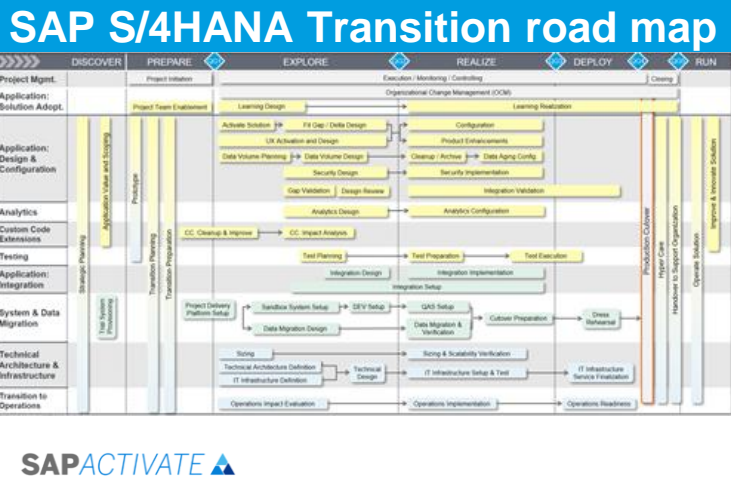 SAP S/4HANA Transition road map
DISCOVER PREPARE EXPLORE REALIZE DEPLOY RUN
Project Mgmt. Project Initiation Execution / Monitoring / Controlling Closing
Organizational Change Management (OCM)
Application:
Solution Adopt. Project Team Enablement Learning Design Learning Realization
Activate Solution Fit Gap / Delta Design Configuration
UX Activation and Design Product Enhancements
Application:
Design &
Configuration
Data Volume Planning Data Volume Design Cleanup / Archive Data Aging Config
Security Design Security Implementation
Gap Validation Design Review Integration Validation
Analytics Analytics Design Analytics Configuration
Custom Code
Extensions
CC Cleanup & Improve CC Impact Analysis
Testing Test Planning Test Preparation Test Execution
Application:
Integration
Integration Design Integration Implementation
Integration Setup
System & Data
Migration
Project Delivery
Platform Setup
Sandbox System Setup DEV Setup QAS Setup
Data Migration Design
Data Migration &
Verification
Cutover Preparation
Dress
Rehearsal
Technical
Architecture &
Infrastructure
Sizing Sizing & Scalability Verification
Technical Architecture Definition
IT Infrastructure Definition
Technical
Design
IT Infrastructure Setup & Test
IT Infrastructure
Service Finalization
Transition to
Operations
Operations Impact Evaluation Operations Implementation Operations Readiness
Strategic Planning
Application Value and Scoping
Trial System
Provisioning
Prototype
Transition Planning
Transition Preparation
Production Cutover
Hyper Care
Handover to Support Organization
Operate Solution
Improve & Innovate Solution
SAP ACTIVATE